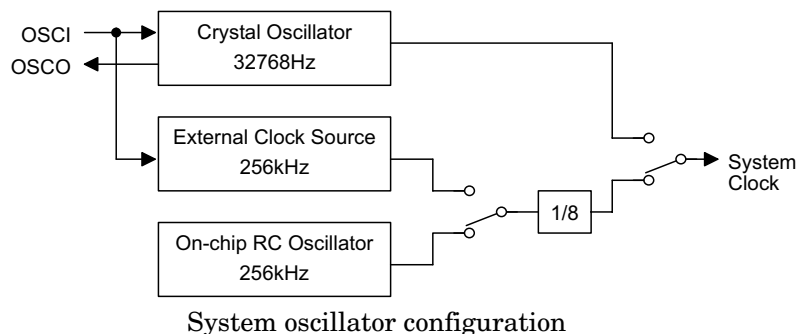 OSCI
OSCO
Crystal Oscillator
32768Hz
External Clock Source
256kHz
On-chip RC Oscillator
256kHz
1/8
System
Clock
System oscillator configuration